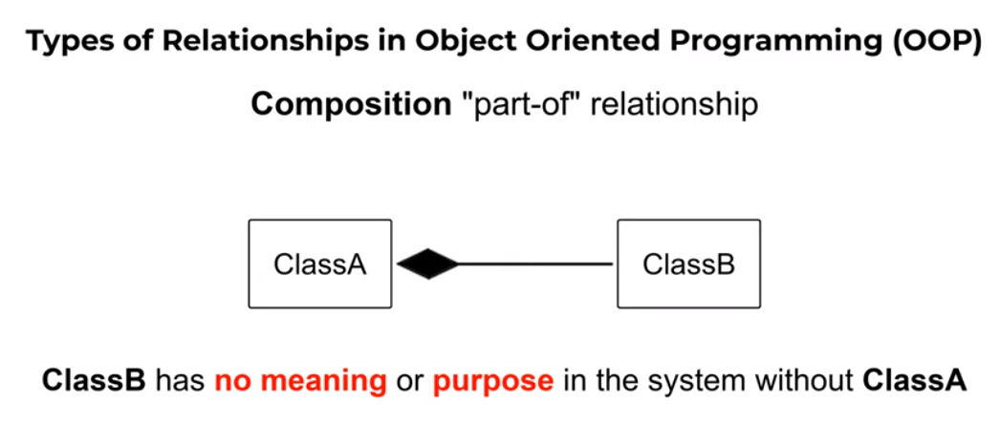 Types of Relationships in Object Oriented Programming (OOP)
Composition "part-of" relationship
ClassA
ClassB
ClassB has no meaning or purpose in the system without ClassA